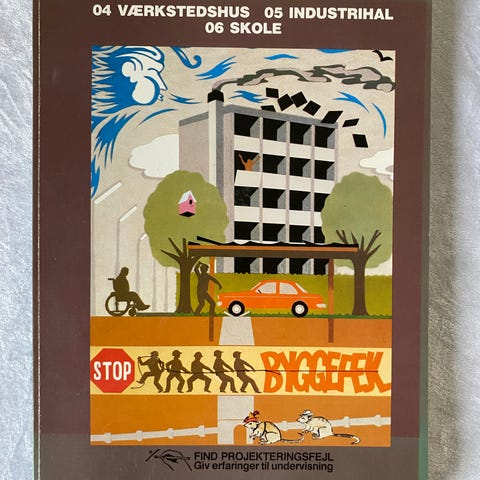 04 VÆRKSTEDSHUS 05 INDUSTRIHAL
06 SKOLE
STOP
BYGGEFEJL
FIND PROJEKTERINGSFEJL
Giv erfaringer til undervisning